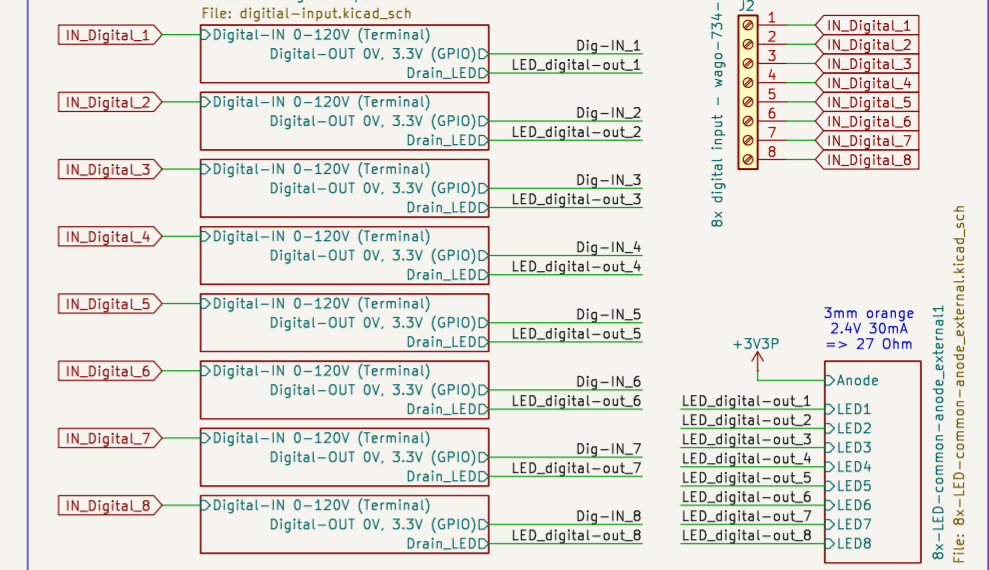 File: digitial-input.kicad_sch
IN_Digital_1
Digital-IN 0-120V (Terminal)
Digital-OUT 0V, 3.3V (GPIO)
Drain_LED
Dig-IN_1
LED_digital-out_1
IN_Digital_2
Digital-IN 0-120V (Terminal)
Digital-OUT 0V, 3.3V (GPIO)
Drain_LED
Dig-IN_2
LED_digital-out_2
IN_Digital_3
Digital-IN 0-120V (Terminal)
Digital-OUT 0V, 3.3V (GPIO)
Drain_LED
Dig-IN_3
LED_digital-out_3
IN_Digital_4
Digital-IN 0-120V (Terminal)
Digital-OUT 0V, 3.3V (GPIO)
Drain_LED
Dig-IN_4
LED_digital-out_4
IN_Digital_5
Digital-IN 0-120V (Terminal)
Digital-OUT 0V, 3.3V (GPIO)
Drain_LED
Dig-IN_5
LED_digital-out_5
IN_Digital_6
Digital-IN 0-120V (Terminal)
Digital-OUT 0V, 3.3V (GPIO)
Drain_LED
Dig-IN_6
LED_digital-out_6
IN_Digital_7
Digital-IN 0-120V (Terminal)
Digital-OUT 0V, 3.3V (GPIO)
Drain_LED
Dig-IN_7
LED_digital-out_7
IN_Digital_8
Digital-IN 0-120V (Terminal)
Digital-OUT 0V, 3.3V (GPIO)
Drain_LED
Dig-IN_8
LED_digital-out_8
J2
8x digital input - wago-734-
1 IN_Digital_1
2 IN_Digital_2
3 IN_Digital_3
4 IN_Digital_4
5 IN_Digital_5
6 IN_Digital_6
7 IN_Digital_7
8 IN_Digital_8
3mm orange
2.4V 30mA
=> 27 Ohm
+3V3P
Anode
LED_digital-out_1 LED1
LED_digital-out_2 LED2
LED_digital-out_3 LED3
LED_digital-out_4 LED4
LED_digital-out_5 LED5
LED_digital-out_6 LED6
LED_digital-out_7 LED7
LED_digital-out_8 LED8
8x-LED-common-anode_external1
File: 8x-LED-common-anode_external.kicad_sch